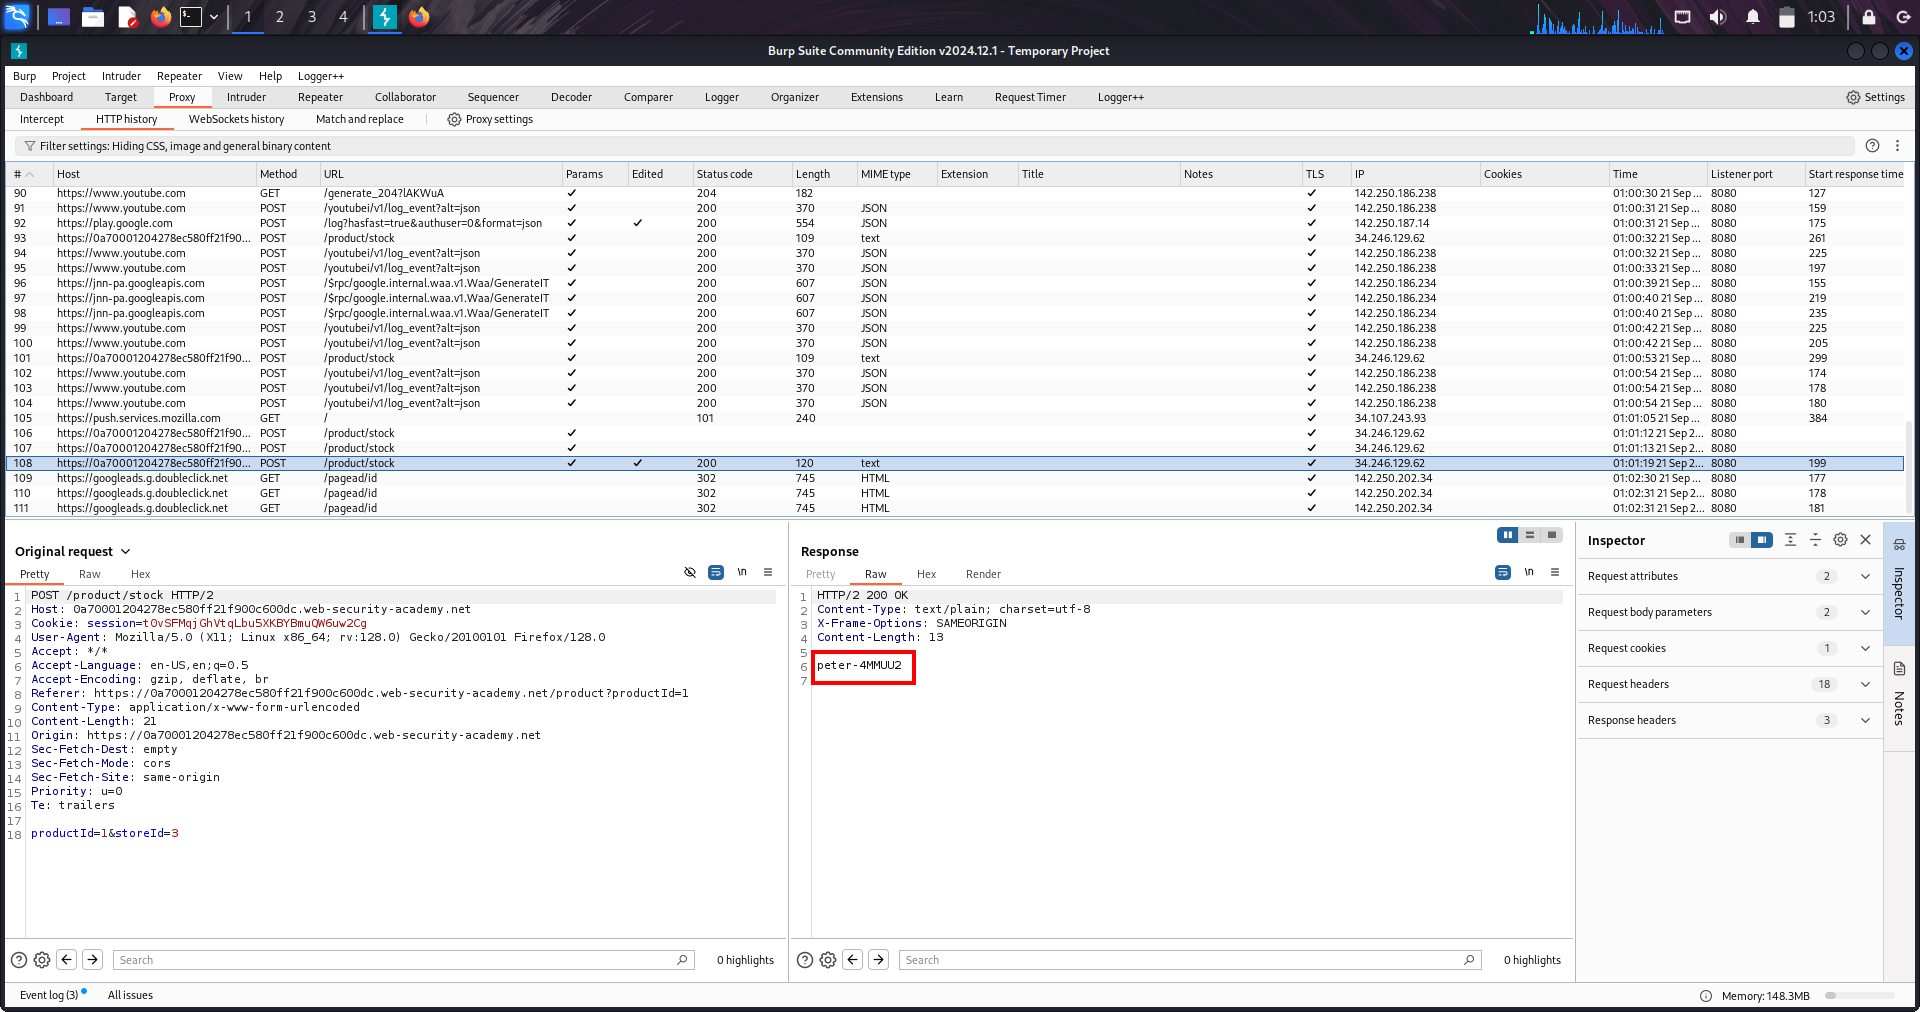 1 2 3 4 1:03
Burp Suite Community Edition v2024.12.1 - Temporary Project
Burp Project Intruder Repeater View Help Logger++
Dashboard Target Proxy Intruder Repeater Collaborator Sequencer Decoder Comparer Logger Organizer Extensions Learn Request Timer Logger++ Settings
Intercept HTTP history WebSockets history Match and replace Proxy settings
Filter settings: Hiding CSS, image and general binary content
# Host Method URL Params Edited Status code Length MIME type Extension Title Notes TLS IP Cookies Time Listener port Start response time
90 https://www.youtube.com GET /generate_204?lAKWuA ✓ 204 182 ✓ 142.250.186.238 01:00:30 21 Sep ... 8080 127
91 https://www.youtube.com POST /youtubei/v1/log_event?alt=json ✓ 200 370 JSON ✓ 142.250.186.238 01:00:31 21 Sep ... 8080 159
92 https://play.google.com POST /log?hasfast=true&authuser=0&format=json ✓ ✓ 200 554 JSON ✓ 142.250.187.14 01:00:31 21 Sep ... 8080 175
93 https://0a70001204278ec580ff21f90... POST /product/stock ✓ 200 109 text ✓ 34.246.129.62 01:00:32 21 Sep ... 8080 261
94 https://www.youtube.com POST /youtubei/v1/log_event?alt=json ✓ 200 370 JSON ✓ 142.250.186.238 01:00:32 21 Sep ... 8080 225
95 https://www.youtube.com POST /youtubei/v1/log_event?alt=json ✓ 200 370 JSON ✓ 142.250.186.238 01:00:33 21 Sep ... 8080 197
96 https://jnn-pa.googleapis.com POST /$rpc/google.internal.waa.v1.Waa/GenerateIT ✓ 200 607 JSON ✓ 142.250.186.234 01:00:39 21 Sep ... 8080 155
97 https://jnn-pa.googleapis.com POST /$rpc/google.internal.waa.v1.Waa/GenerateIT ✓ 200 607 JSON ✓ 142.250.186.234 01:00:40 21 Sep ... 8080 219
98 https://jnn-pa.googleapis.com POST /$rpc/google.internal.waa.v1.Waa/GenerateIT ✓ 200 607 JSON ✓ 142.250.186.234 01:00:40 21 Sep ... 8080 235
99 https://www.youtube.com POST /youtubei/v1/log_event?alt=json ✓ 200 370 JSON ✓ 142.250.186.238 01:00:42 21 Sep ... 8080 225
100 https://www.youtube.com POST /youtubei/v1/log_event?alt=json ✓ 200 370 JSON ✓ 142.250.186.238 01:00:42 21 Sep ... 8080 205
101 https://0a70001204278ec580ff21f90... POST /product/stock ✓ 200 109 text ✓ 34.246.129.62 01:00:53 21 Sep ... 8080 299
102 https://www.youtube.com POST /youtubei/v1/log_event?alt=json ✓ 200 370 JSON ✓ 142.250.186.238 01:00:54 21 Sep ... 8080 174
103 https://www.youtube.com POST /youtubei/v1/log_event?alt=json ✓ 200 370 JSON ✓ 142.250.186.238 01:00:54 21 Sep ... 8080 178
104 https://www.youtube.com POST /youtubei/v1/log_event?alt=json ✓ 200 370 JSON ✓ 142.250.186.238 01:00:54 21 Sep ... 8080 180
105 https://push.services.mozilla.com GET / 101 240 ✓ 34.107.243.93 01:01:05 21 Sep ... 8080 384
106 https://0a70001204278ec580ff21f90... POST /product/stock ✓ ✓ 34.246.129.62 01:01:12 21 Sep 2... 8080
107 https://0a70001204278ec580ff21f90... POST /product/stock ✓ ✓ 34.246.129.62 01:01:13 21 Sep 2... 8080
108 https://0a70001204278ec580ff21f90... POST /product/stock ✓ ✓ 200 120 text ✓ 34.246.129.62 01:01:19 21 Sep 2... 8080 199
109 https://googleads.g.doubleclick.net GET /pagead/id 302 745 HTML ✓ 142.250.202.34 01:02:30 21 Sep ... 8080 177
110 https://googleads.g.doubleclick.net GET /pagead/id 302 745 HTML ✓ 142.250.202.34 01:02:31 21 Sep 2... 8080 178
111 https://googleads.g.doubleclick.net GET /pagead/id 302 745 HTML ✓ 142.250.202.34 01:02:31 21 Sep 2... 8080 181
Original request
Pretty Raw Hex \n
1 POST /product/stock HTTP/2
2 Host: 0a70001204278ec580ff21f900c600dc.web-security-academy.net
3 Cookie: session=t0vSFMqjGhVtqLbu5XKBYBmuQW6uw2Cg
4 User-Agent: Mozilla/5.0 (X11; Linux x86_64; rv:128.0) Gecko/20100101 Firefox/128.0
5 Accept: */*
6 Accept-Language: en-US,en;q=0.5
7 Accept-Encoding: gzip, deflate, br
8 Referer: https://0a70001204278ec580ff21f900c600dc.web-security-academy.net/product?productId=1
9 Content-Type: application/x-www-form-urlencoded
10 Content-Length: 21
11 Origin: https://0a70001204278ec580ff21f900c600dc.web-security-academy.net
12 Sec-Fetch-Dest: empty
13 Sec-Fetch-Mode: cors
14 Sec-Fetch-Site: same-origin
15 Priority: u=0
16 Te: trailers
17
18 productId=1&storeId=3
Search 0 highlights
Response
Pretty Raw Hex Render \n
1 HTTP/2 200 OK
2 Content-Type: text/plain; charset=utf-8
3 X-Frame-Options: SAMEORIGIN
4 Content-Length: 13
5
6 peter-4MMUU2
7
Search 0 highlights
Inspector
Request attributes 2
Request body parameters 2
Request cookies 1
Request headers 18
Response headers 3
Inspector
Notes
Event log (3) All issues Memory: 148.3MB